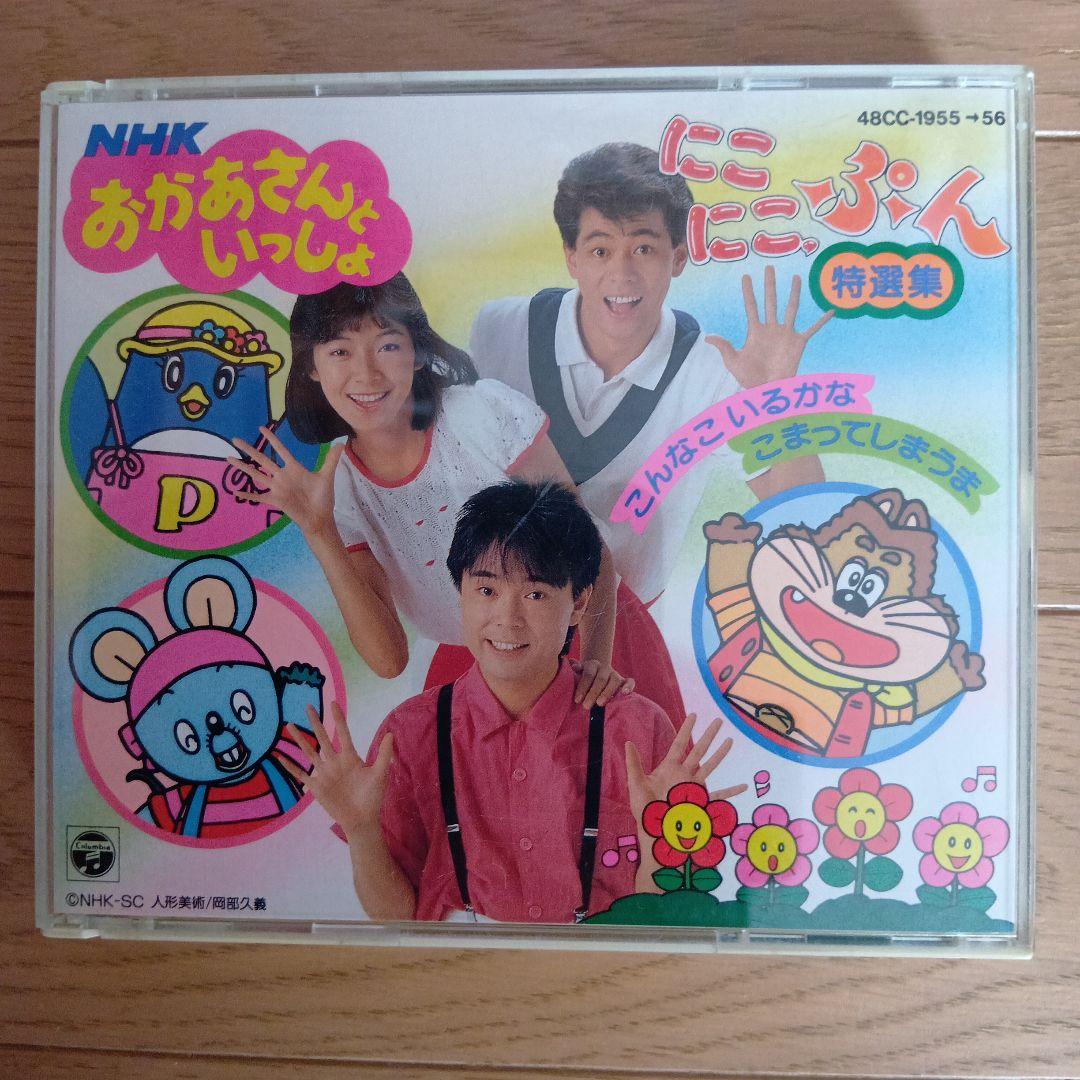 48CC-1955→56
NHK
おかあさんと
いっしょ
にこ
にこ、ぷん
特選集
こんなこいるかな
こまってしまうま
P
Columbia
©NHK-SC 人形美術/岡部久義